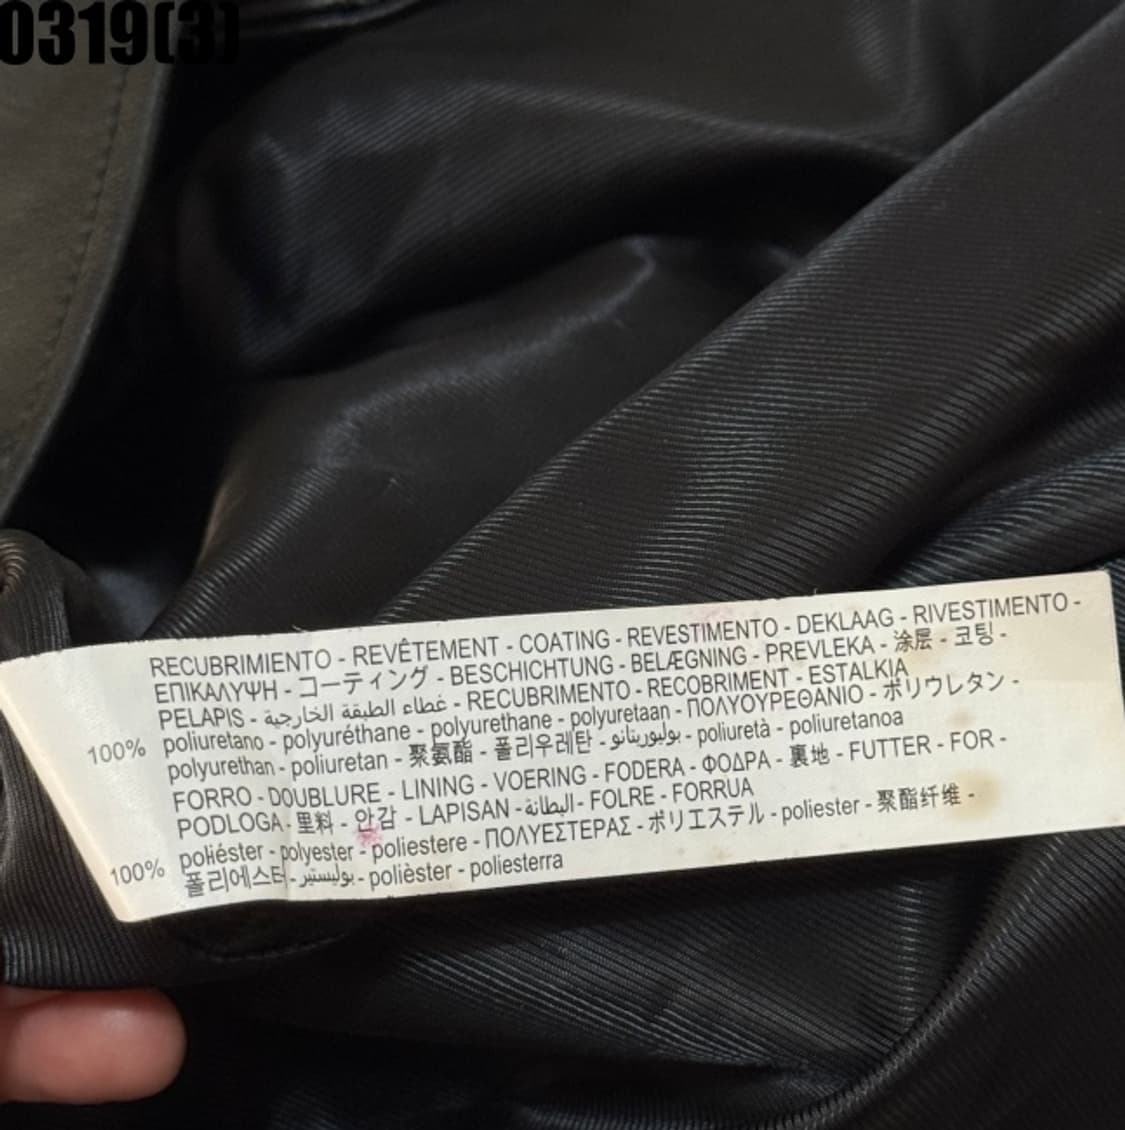 0319(3)
RECUBRIMIENTO - REVÊTEMENT - COATING - REVESTIMENTO - DEKLAAG - RIVESTIMENTO -
ΕΠΙΚΑΛΥΨΗ - コーティング - BESCHICHTUNG - BELÆGNING - PREVLEKA - 涂层 - 코팅 -
PELAPIS - غطاء الطبقة الخارجية - RECUBRIMENTO - RECOBRIMENT - ESTALKIA
100% poliuretano - polyuréthane - polyurethane - polyuretaan - ΠΟΛΥΟΥΡΕΘΑΝΙΟ - ポリウレタン -
polyurethan - poliuretan - 聚氨酯 - 폴리우레탄 - بوليوريتانو - poliuretà - poliuretanoa
FORRO - DOUBLURE - LINING - VOERING - FODERA - ΦΟΔΡΑ - 裏地 - FUTTER - FOR -
PODLOGA - 里料 - 안감 - LAPISAN - البطانة - FOLRE - FORRUA
100% poliéster - polyester - poliestere - ΠΟΛΥΕΣΤΕΡΑΣ - ポリエステル - poliester - 聚酯纤维 -
폴리에스터 - بوليستير - polièster - poliesterra